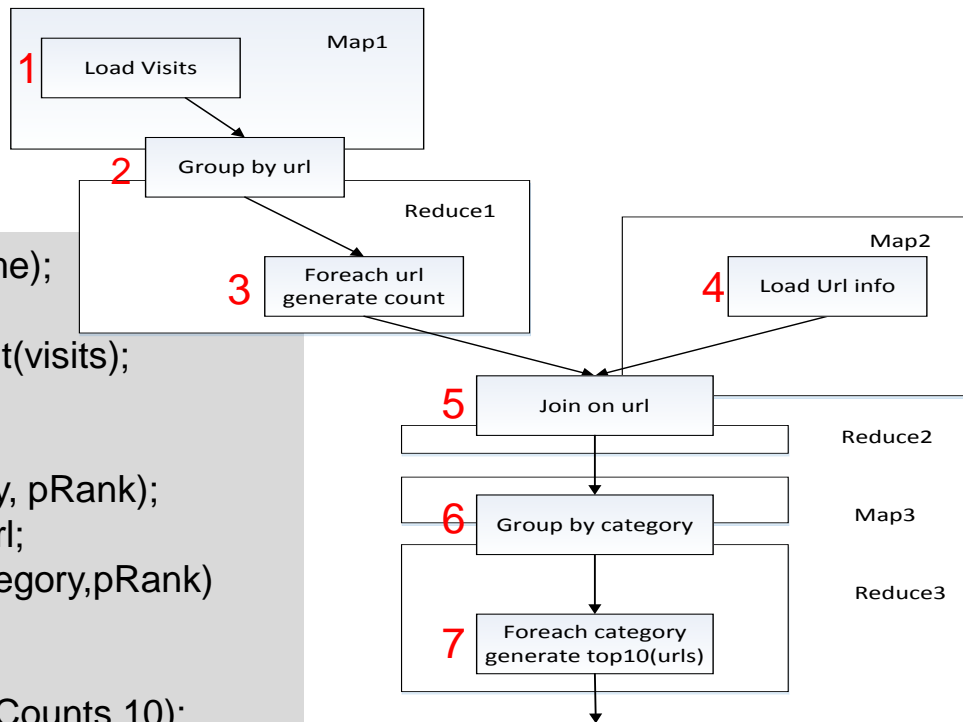 Map1
1
Load Visits
2
Group by url
Reduce1
3
Foreach url
generate count
Map2
4
Load Url info
5
Join on url
Reduce2
6
Group by category
Map3
Reduce3
7
Foreach category
generate top10(urls)
e);
t(visits);
, pRank);
l;
egory,pRank)
Counts,10);